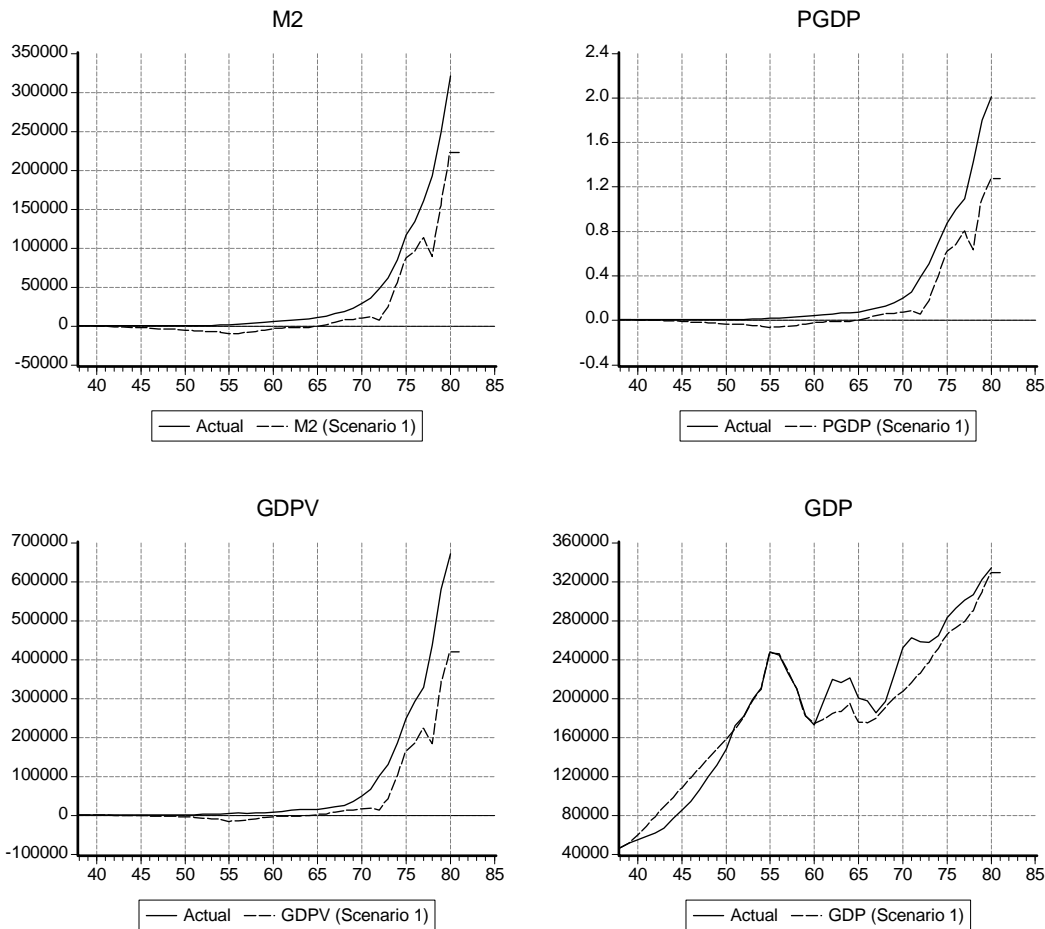 M2
350000
300000
250000
200000
150000
100000
50000
0
-50000
40 45 50 55 60 65 70 75 80 85
Actual M2 (Scenario 1)
PGDP
2.4
2.0
1.6
1.2
0.8
0.4
0.0
-0.4
40 45 50 55 60 65 70 75 80 85
Actual PGDP (Scenario 1)
GDPV
700000
600000
500000
400000
300000
200000
100000
0
-100000
40 45 50 55 60 65 70 75 80 85
Actual GDPV (Scenario 1)
GDP
360000
320000
280000
240000
200000
160000
120000
80000
40000
40 45 50 55 60 65 70 75 80 85
Actual GDP (Scenario 1)